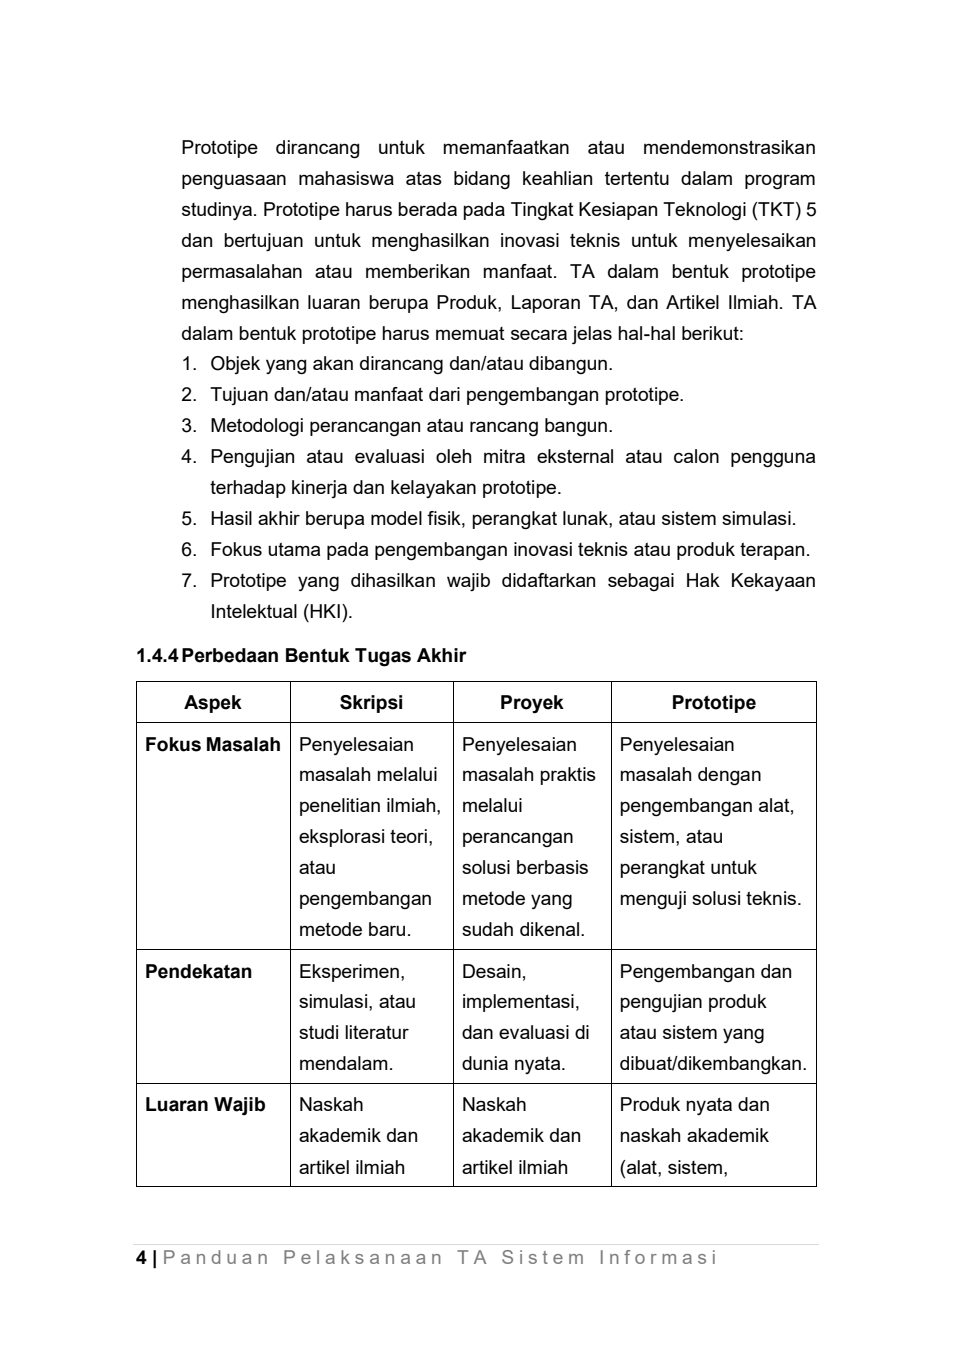 Prototipe dirancang untuk memanfaatkan atau mendemonstrasikan
penguasaan mahasiswa atas bidang keahlian tertentu dalam program
studinya. Prototipe harus berada pada Tingkat Kesiapan Teknologi (TKT) 5
dan bertujuan untuk menghasilkan inovasi teknis untuk menyelesaikan
permasalahan atau memberikan manfaat. TA dalam bentuk prototipe
menghasilkan luaran berupa Produk, Laporan TA, dan Artikel Ilmiah. TA
dalam bentuk prototipe harus memuat secara jelas hal-hal berikut:
1. Objek yang akan dirancang dan/atau dibangun.
2. Tujuan dan/atau manfaat dari pengembangan prototipe.
3. Metodologi perancangan atau rancang bangun.
4. Pengujian atau evaluasi oleh mitra eksternal atau calon pengguna
terhadap kinerja dan kelayakan prototipe.
5. Hasil akhir berupa model fisik, perangkat lunak, atau sistem simulasi.
6. Fokus utama pada pengembangan inovasi teknis atau produk terapan.
7. Prototipe yang dihasilkan wajib didaftarkan sebagai Hak Kekayaan
Intelektual (HKI).
1.4.4 Perbedaan Bentuk Tugas Akhir
Aspek
Skripsi
Proyek
Prototipe
Fokus Masalah
Penyelesaian
masalah melalui
penelitian ilmiah,
eksplorasi teori,
atau
pengembangan
metode baru.
Penyelesaian
masalah praktis
melalui
perancangan
solusi berbasis
metode yang
sudah dikenal.
Penyelesaian
masalah dengan
pengembangan alat,
sistem, atau
perangkat untuk
menguji solusi teknis.
Pendekatan
Eksperimen,
simulasi, atau
studi literatur
mendalam.
Desain,
implementasi,
dan evaluasi di
dunia nyata.
Pengembangan dan
pengujian produk
atau sistem yang
dibuat/dikembangkan.
Luaran Wajib
Naskah
akademik dan
artikel ilmiah
Naskah
akademik dan
artikel ilmiah
Produk nyata dan
naskah akademik
(alat, sistem,
4 | Panduan Pelaksanaan TA Sistem Informasi